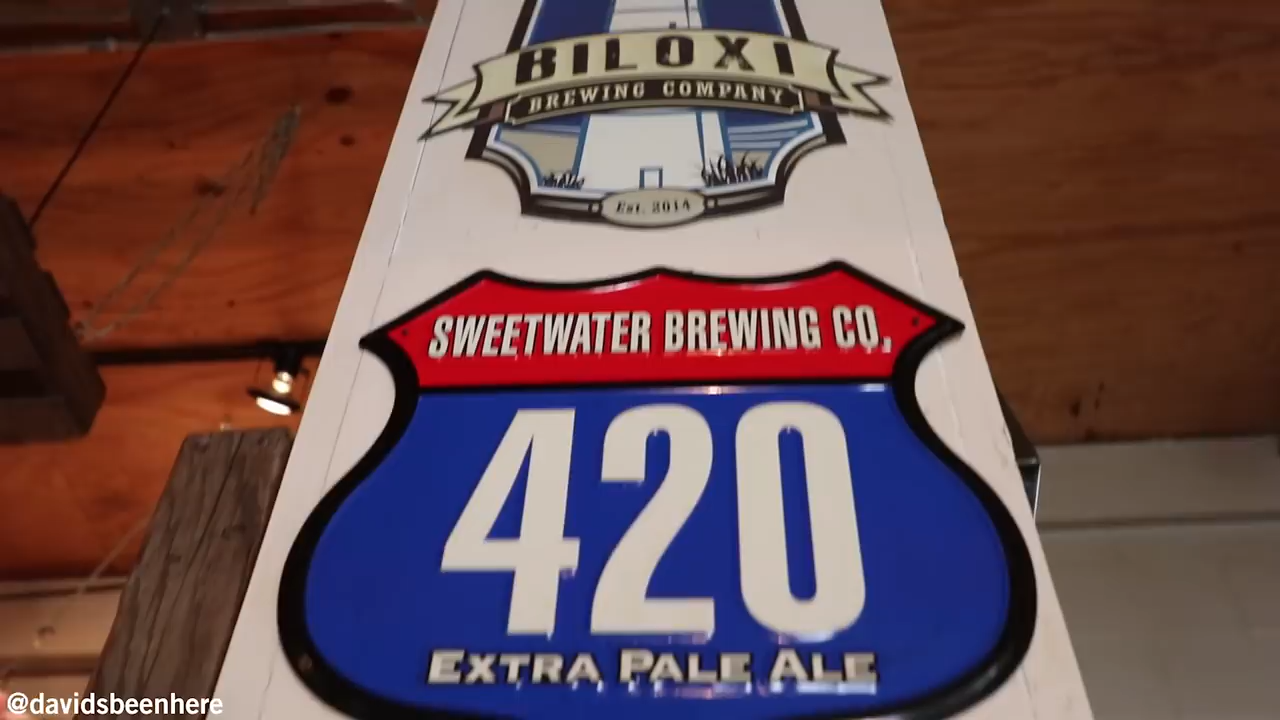 BILOXI
BREWING COMPANY
Est. 2014
SWEETWATER BREWING CO.
420
EXTRA PALE ALE
@davidsbeenhere